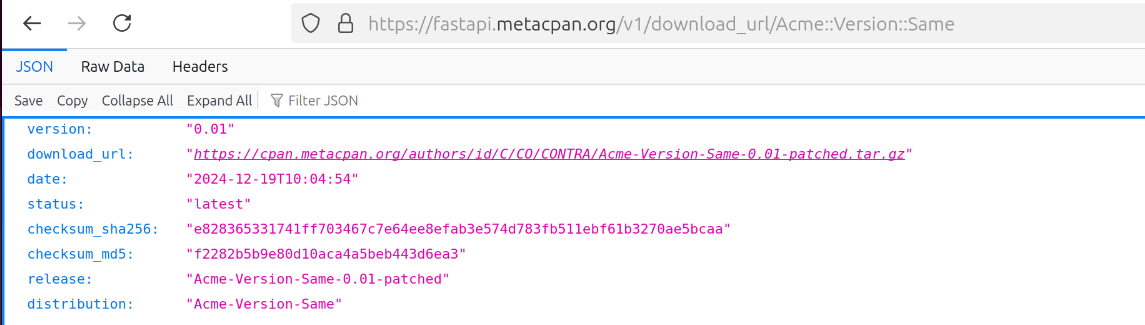 https://fastapi.metacpan.org/v1/download_url/Acme::Version::Same
JSON Raw Data Headers
Save Copy Collapse All Expand All Filter JSON
version: "0.01"
download_url: "https://cpan.metacpan.org/authors/id/C/CO/CONTRA/Acme-Version-Same-0.01-patched.tar.gz"
date: "2024-12-19T10:04:54"
status: "latest"
checksum_sha256: "e828365331741ff703467c7e64ee8efab3e574d783fb511ebf61b3270ae5bcaa"
checksum_md5: "f2282b5b9e80d10aca4a5beb443d6ea3"
release: "Acme-Version-Same-0.01-patched"
distribution: "Acme-Version-Same"